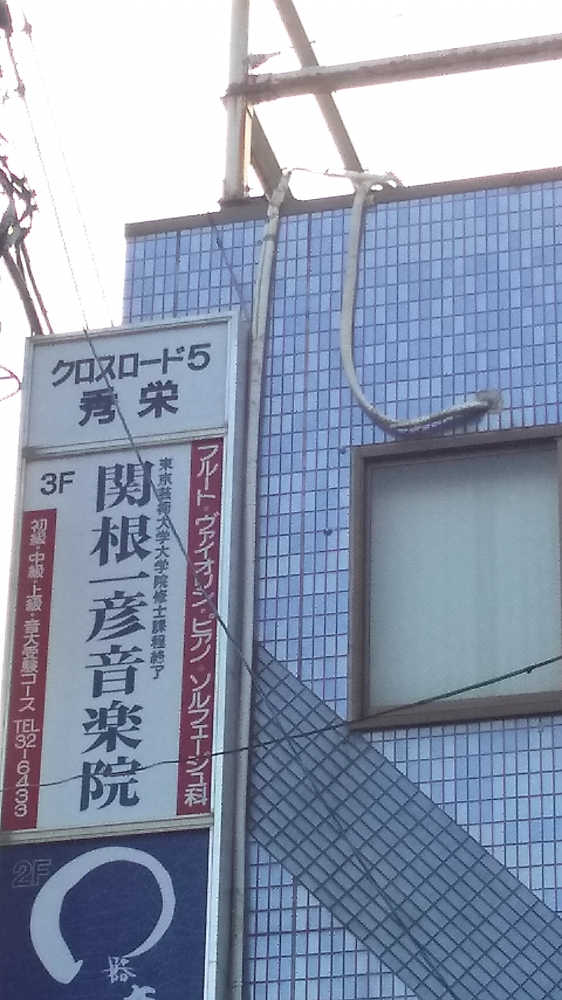 クロスロード5
秀栄
3F
フルート・ヴァイオリン・ピアノ・ソルフェージュ科
東京芸術大学大学院修士課程終了
関根一彦音楽院
初級・中級・上級・音大受験コース TEL 32-6433
2F